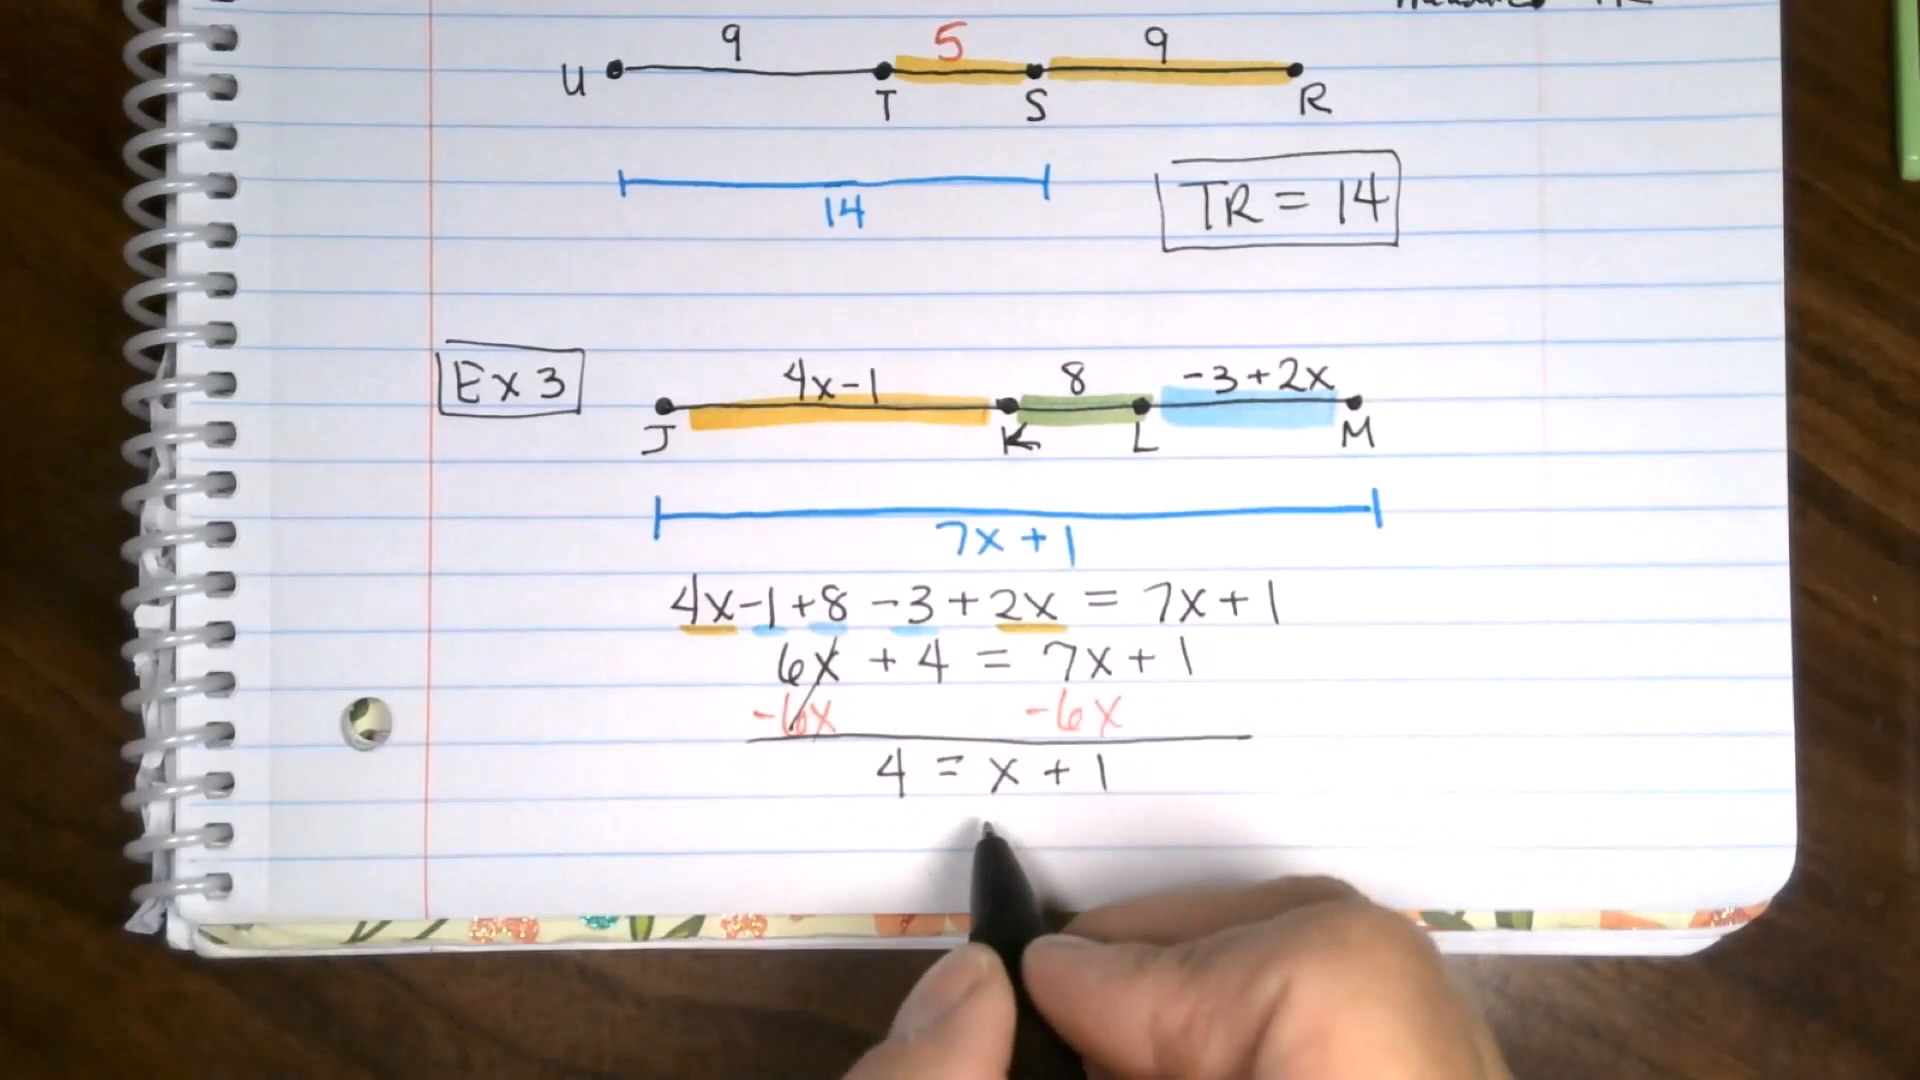 9 5 9
U T S R
14
TR = 14
Ex 3
4x-1 8 -3+2x
J K L M
7x+1
4x-1+8-3+2x = 7x+1
6x + 4 = 7x+1
-6x -6x
4 = x + 1